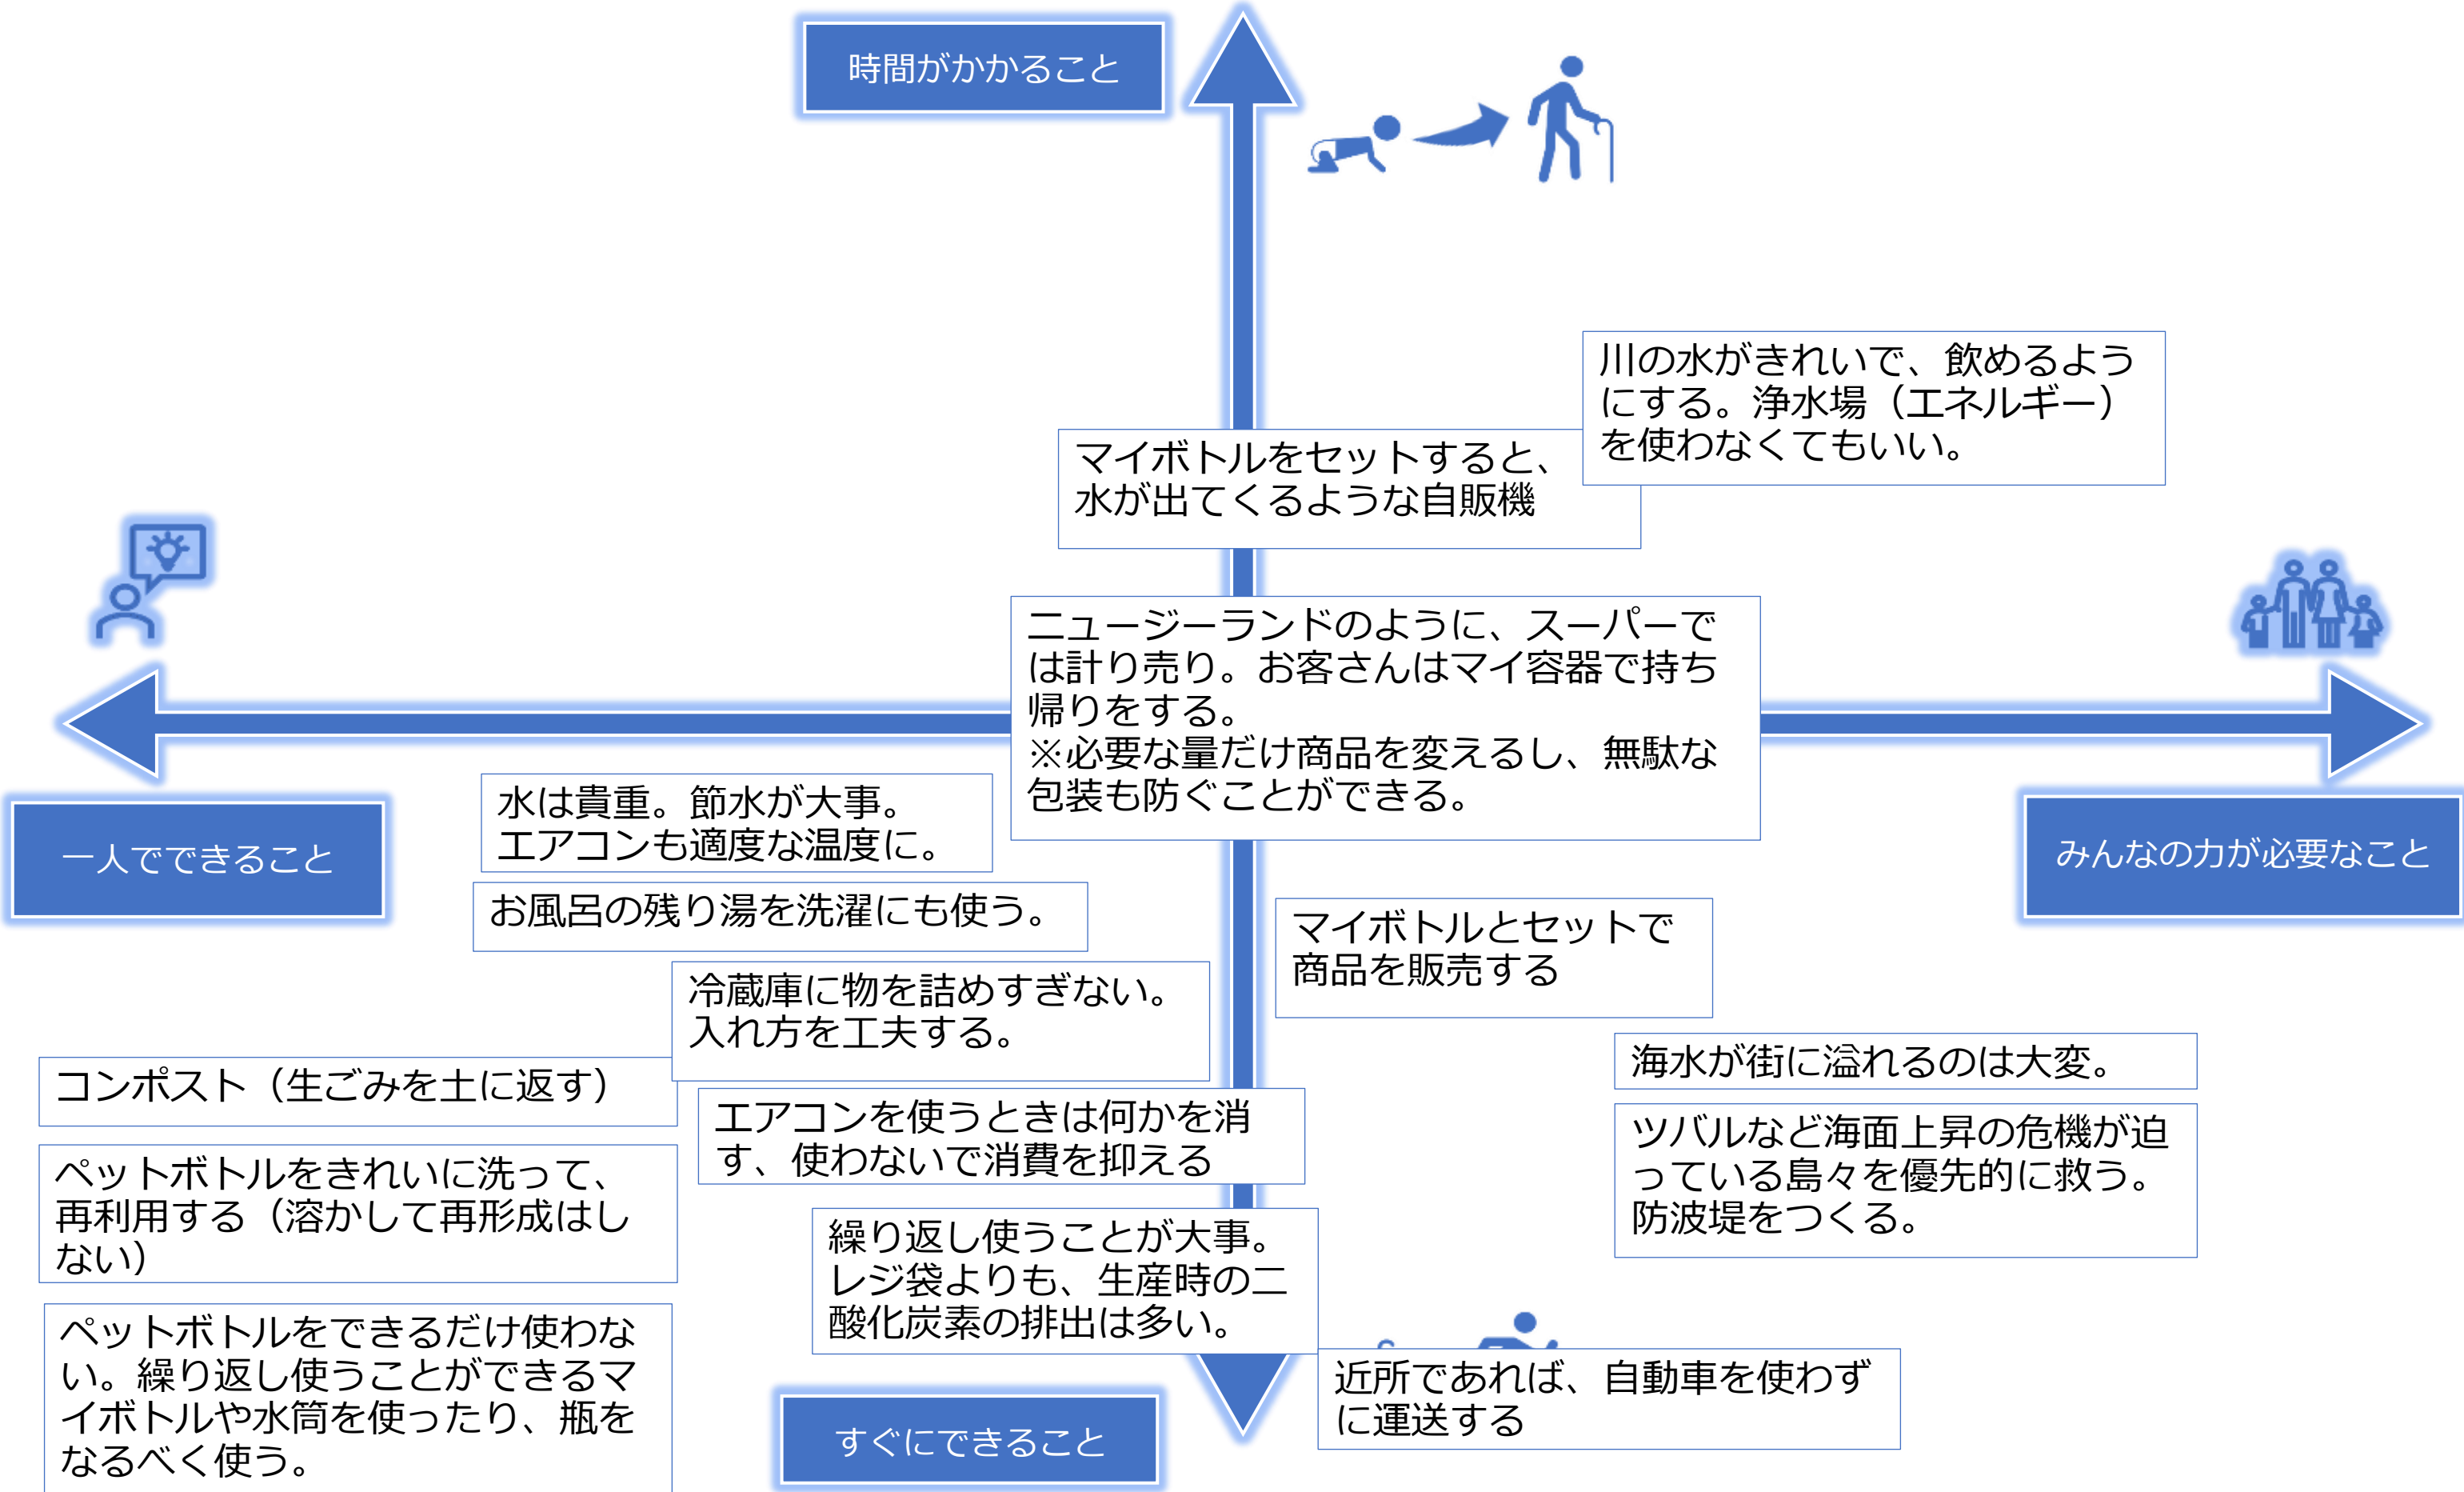 時間がかかること
川の水がきれいで、飲めるよう
にする。浄水場（エネルギー）
を使わなくてもいい。
マイボトルをセットすると、
水が出てくるような自販機
ニュージーランドのように、スーパーで
は計り売り。お客さんはマイ容器で持ち
帰りをする。
※必要な量だけ商品を変えるし、無駄な
包装も防ぐことができる。
一人でできること
みんなの力が必要なこと
水は貴重。節水が大事。
エアコンも適度な温度に。
お風呂の残り湯を洗濯にも使う。
マイボトルとセットで
商品を販売する
冷蔵庫に物を詰めすぎない。
入れ方を工夫する。
海水が街に溢れるのは大変。
コンポスト（生ごみを土に返す）
エアコンを使うときは何かを消
す、使わないで消費を抑える
ツバルなど海面上昇の危機が迫
っている島々を優先的に救う。
防波堤をつくる。
ペットボトルをきれいに洗って、
再利用する（溶かして再形成はし
ない）
繰り返し使うことが大事。
レジ袋よりも、生産時の二
酸化炭素の排出は多い。
ペットボトルをできるだけ使わな
い。繰り返し使うことができるマ
イボトルや水筒を使ったり、瓶を
なるべく使う。
近所であれば、自動車を使わず
に運送する
すぐにできること